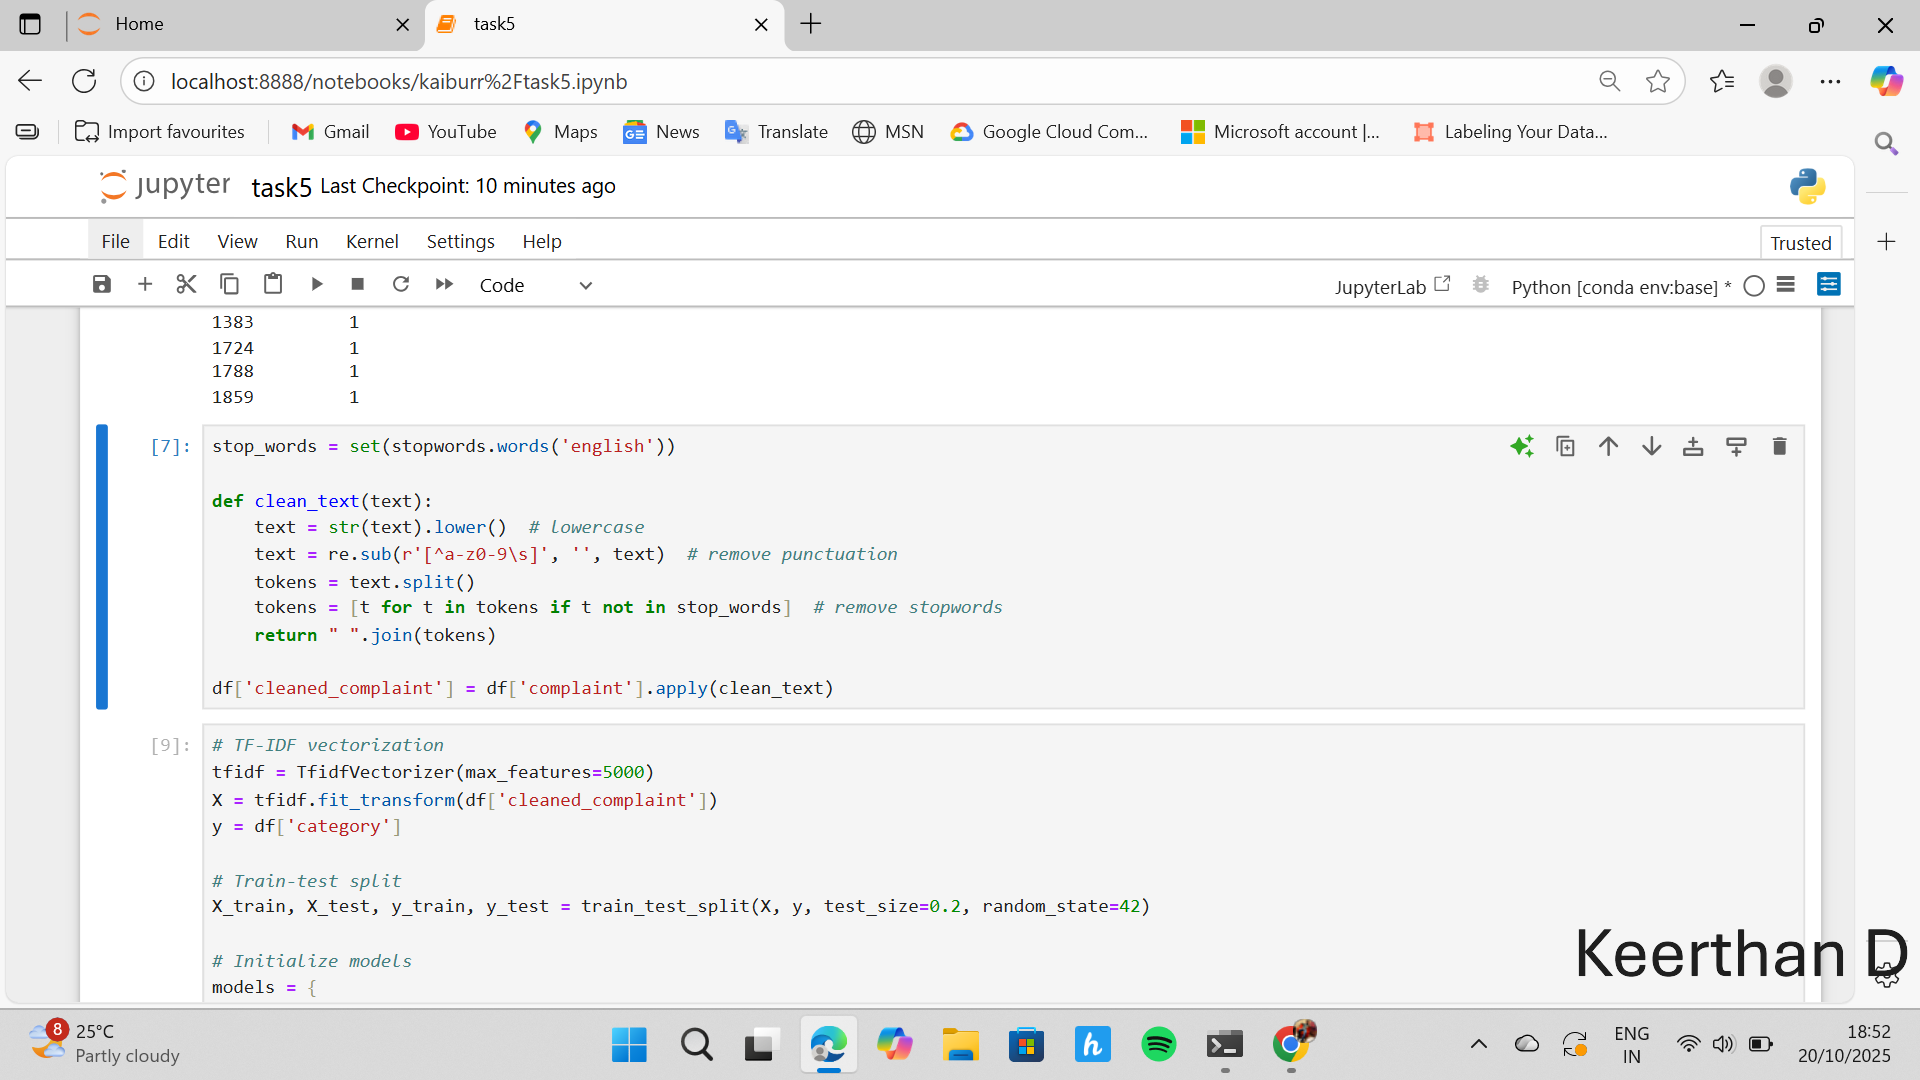 Home
task5
localhost:8888/notebooks/kaiburr%2Ftask5.ipynb
Import favourites
Gmail
YouTube
Maps
News
Translate
MSN
Google Cloud Com...
Microsoft account |...
Labeling Your Data...
jupyter task5 Last Checkpoint: 10 minutes ago
File Edit View Run Kernel Settings Help
Trusted
Code
JupyterLab
Python [conda env:base] *
1383 1
1724 1
1788 1
1859 1
[7]: stop_words = set(stopwords.words('english'))
def clean_text(text):
text = str(text).lower() # lowercase
text = re.sub(r'[^a-z0-9\s]', '', text) # remove punctuation
tokens = text.split()
tokens = [t for t in tokens if t not in stop_words] # remove stopwords
return " ".join(tokens)
df['cleaned_complaint'] = df['complaint'].apply(clean_text)
[9]: # TF-IDF vectorization
tfidf = TfidfVectorizer(max_features=5000)
X = tfidf.fit_transform(df['cleaned_complaint'])
y = df['category']
# Train-test split
X_train, X_test, y_train, y_test = train_test_split(X, y, test_size=0.2, random_state=42)
# Initialize models
models = {
Keerthan D
8
25°C
Partly cloudy
h
ENG
IN
18:52
20/10/2025